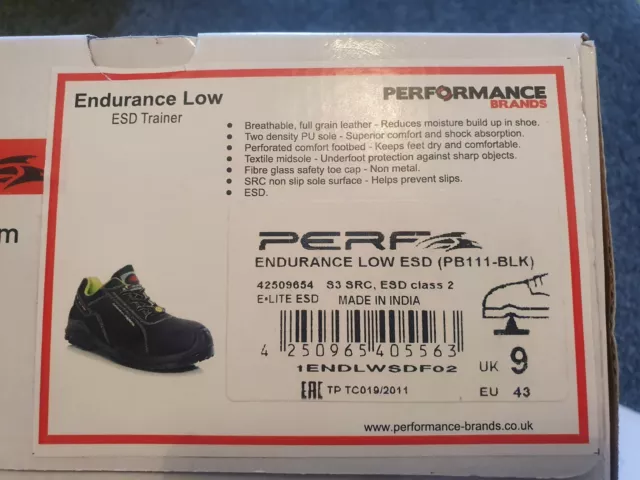 Endurance Low
ESD Trainer
PERFORMANCE
BRANDS
Breathable, full grain leather - Reduces moisture build up in shoe.
Two density PU sole - Superior comfort and shock absorption.
Perforated comfort footbed - Keeps feet dry and comfortable.
Textile midsole - Underfoot protection against sharp objects.
Fibre glass safety toe cap - Non metal.
SRC non slip sole surface - Helps prevent slips.
ESD.
m
PERF
ENDURANCE LOW ESD (PB111-BLK)
42509654 S3 SRC, ESD class 2
E•LITE ESD MADE IN INDIA
4 250965 405563
1ENDLWSDF02
UK 9
EU 43
EAC TP TC019/2011
www.performance-brands.co.uk